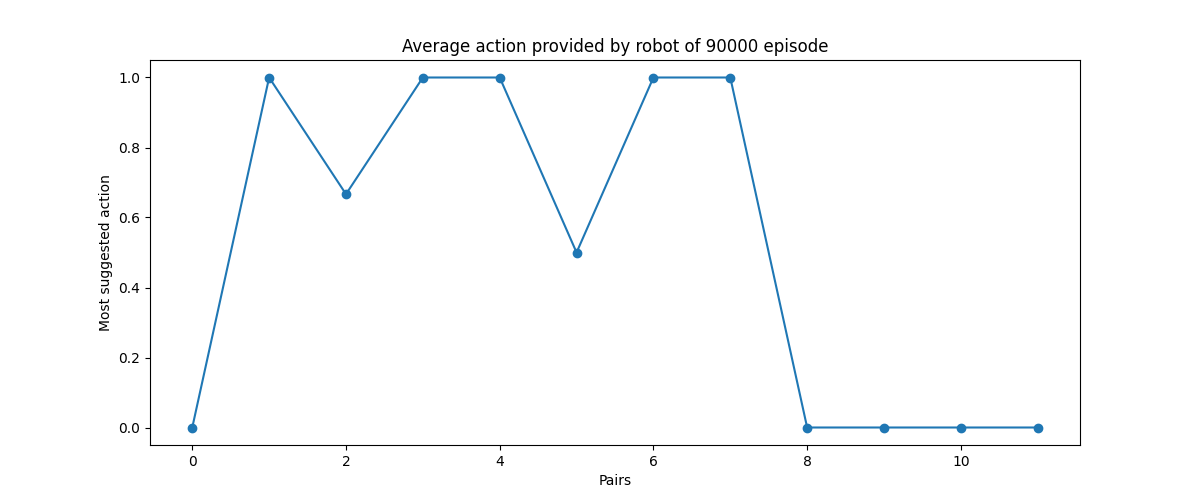 Average action provided by robot of 90000 episode
1.0
0.8
0.6
0.4
0.2
0.0
Most suggested action
0 2 4 6 8 10
Pairs